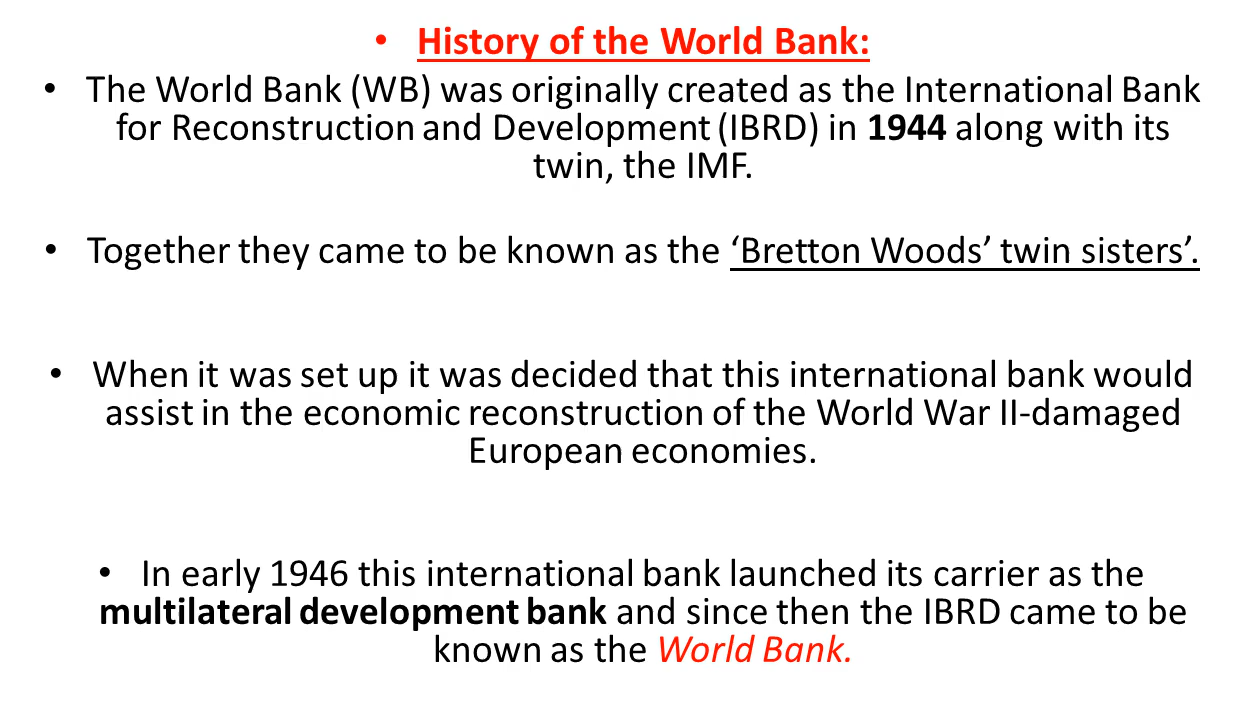 • History of the World Bank:
• The World Bank (WB) was originally created as the International Bank
for Reconstruction and Development (IBRD) in 1944 along with its
twin, the IMF.
• Together they came to be known as the ‘Bretton Woods’ twin sisters’.
• When it was set up it was decided that this international bank would
assist in the economic reconstruction of the World War II-damaged
European economies.
• In early 1946 this international bank launched its carrier as the
multilateral development bank and since then the IBRD came to be
known as the World Bank.